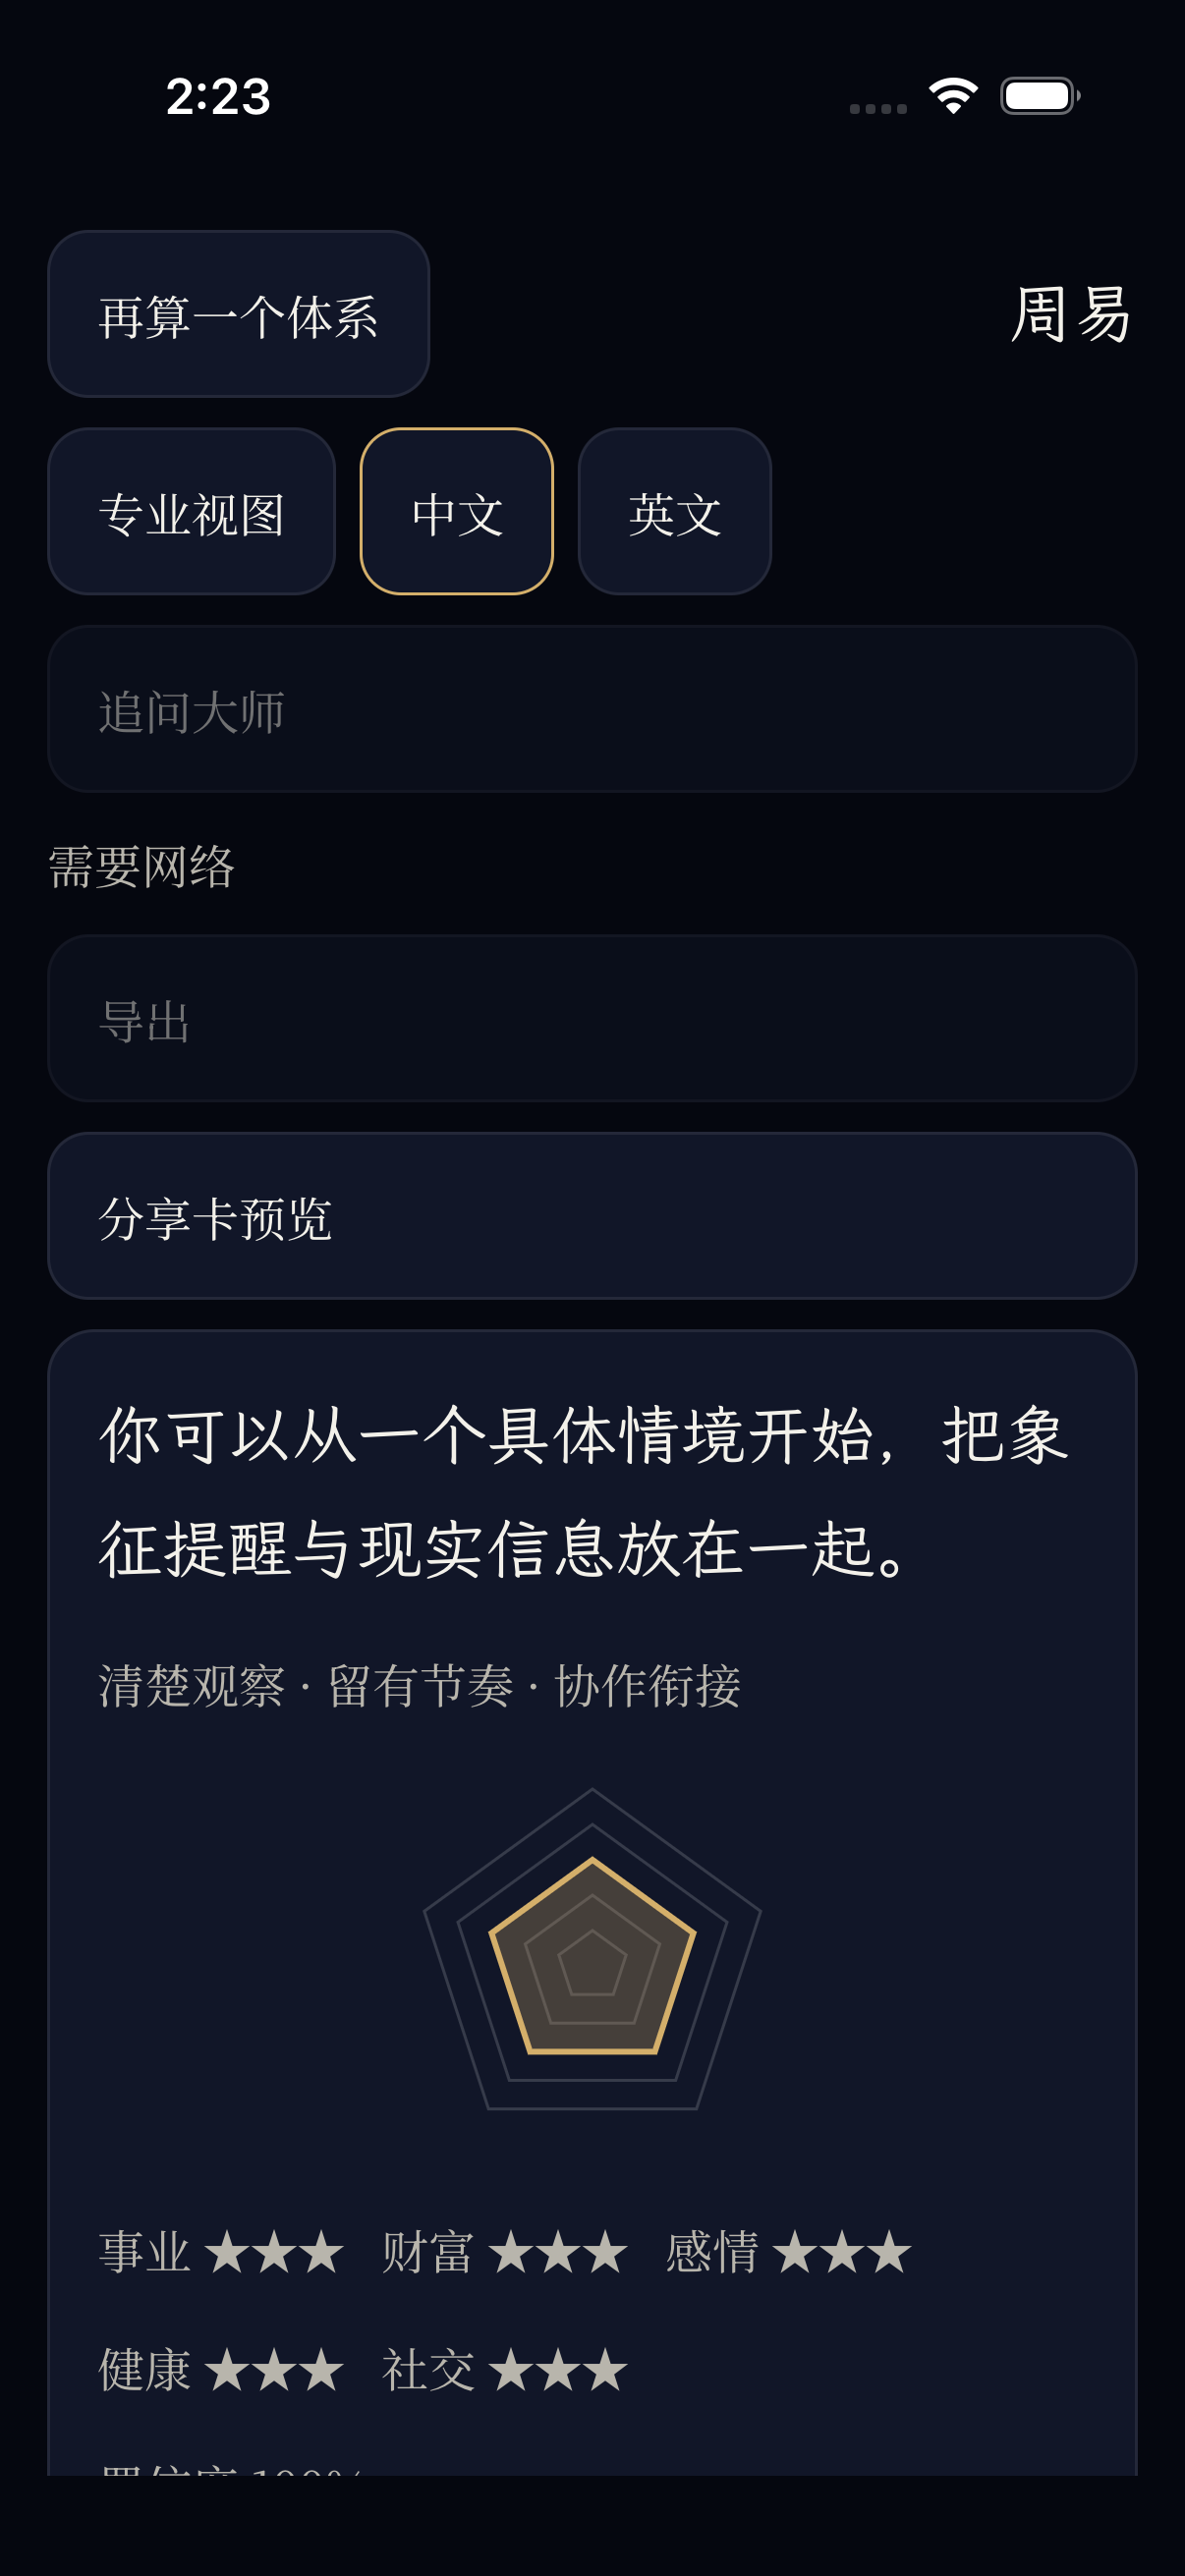 2:23
再算一个体系
周易
专业视图 中文 英文
追问大师
需要网络
导出
分享卡预览
你可以从一个具体情境开始，把象
征提醒与现实信息放在一起。
清楚观察 · 留有节奏 · 协作衔接
事业 ★★★ 财富 ★★★ 感情 ★★★
健康 ★★★ 社交 ★★★